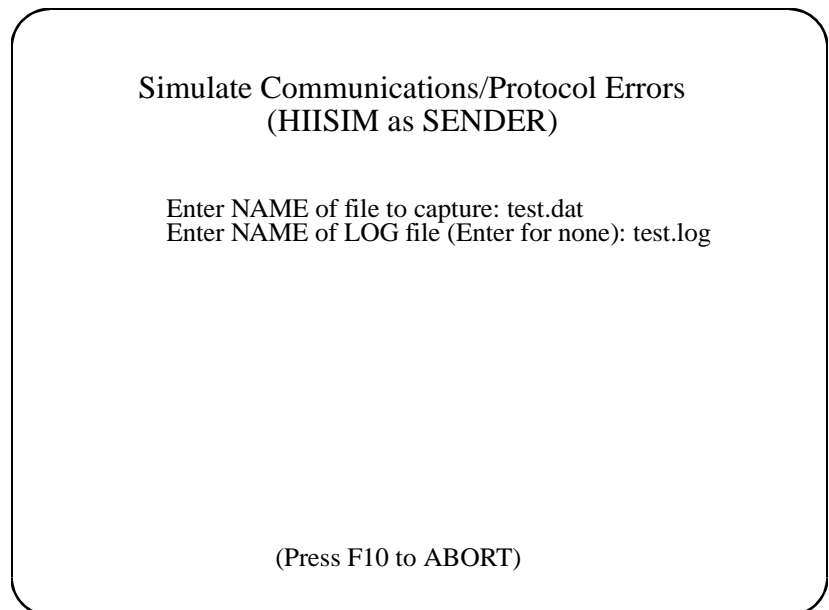 Simulate Communications/Protocol Errors
(HIISIM as SENDER)
Enter NAME of file to capture: test.dat
Enter NAME of LOG file (Enter for none): test.log
(Press F10 to ABORT)